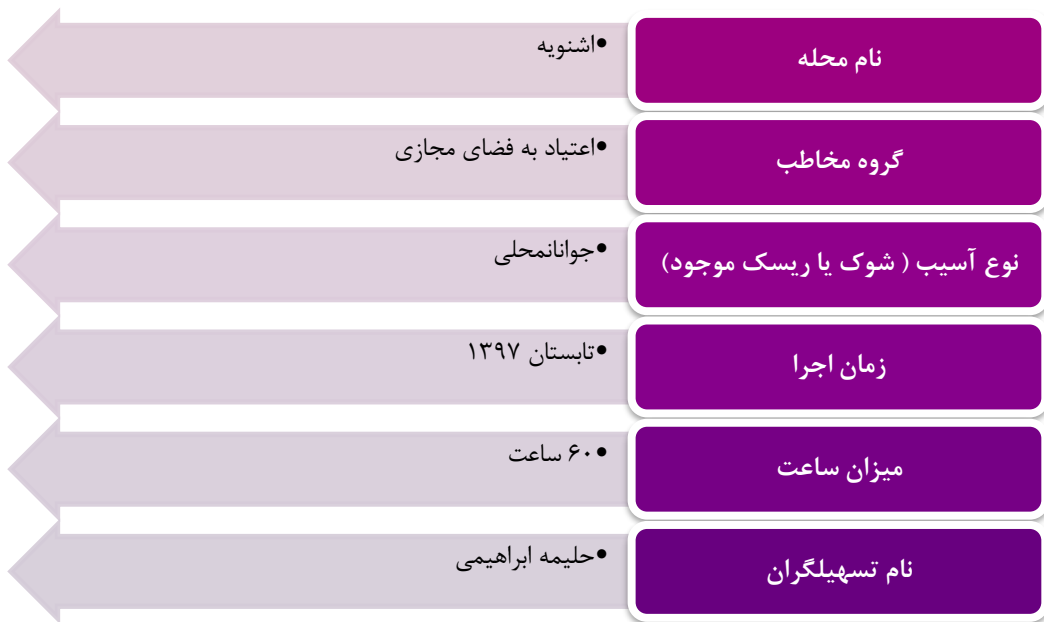 نام محله
•اشنویه
گروه مخاطب
•اعتیاد به فضای مجازی
نوع آسیب ( شوک یا ریسک موجود)
•جوانانمحلی
زمان اجرا
•تابستان ۱۳۹۷
میزان ساعت
•۶۰ ساعت
نام تسهیلگران
•حلیمه ابراهیمی